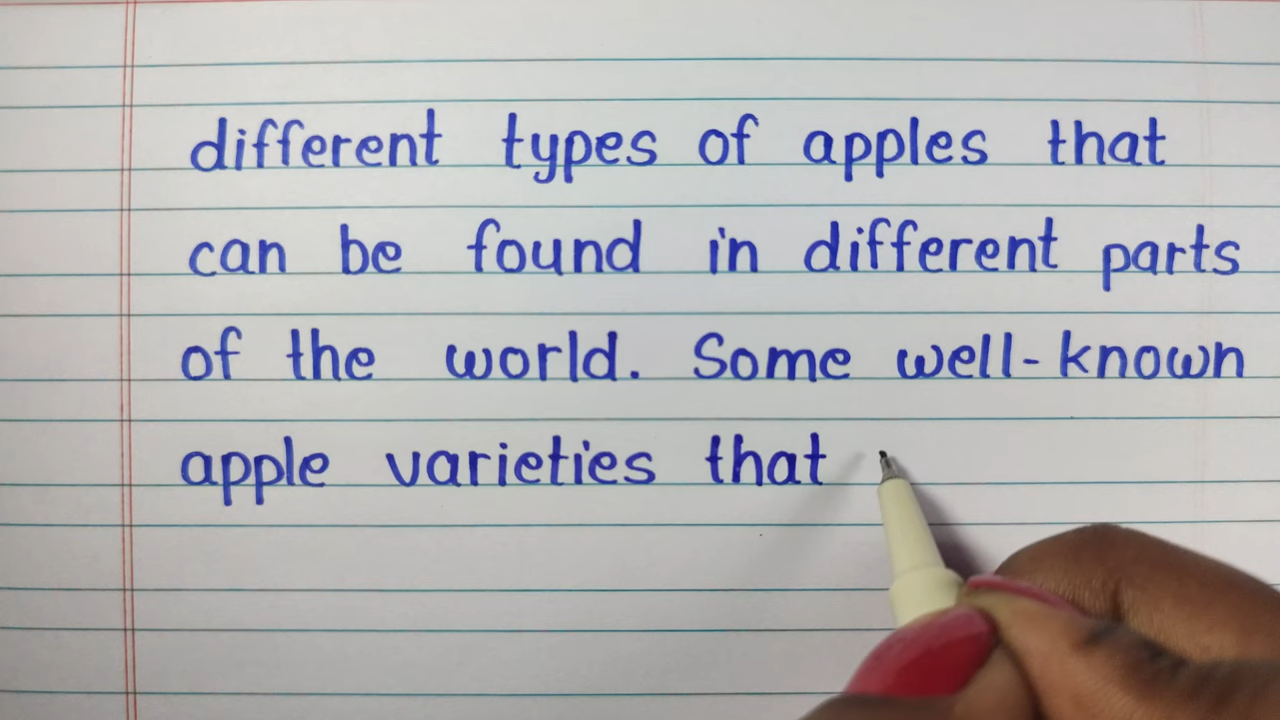 different types of apples that
can be found in different parts
of the world. Some well-known
apple varieties that